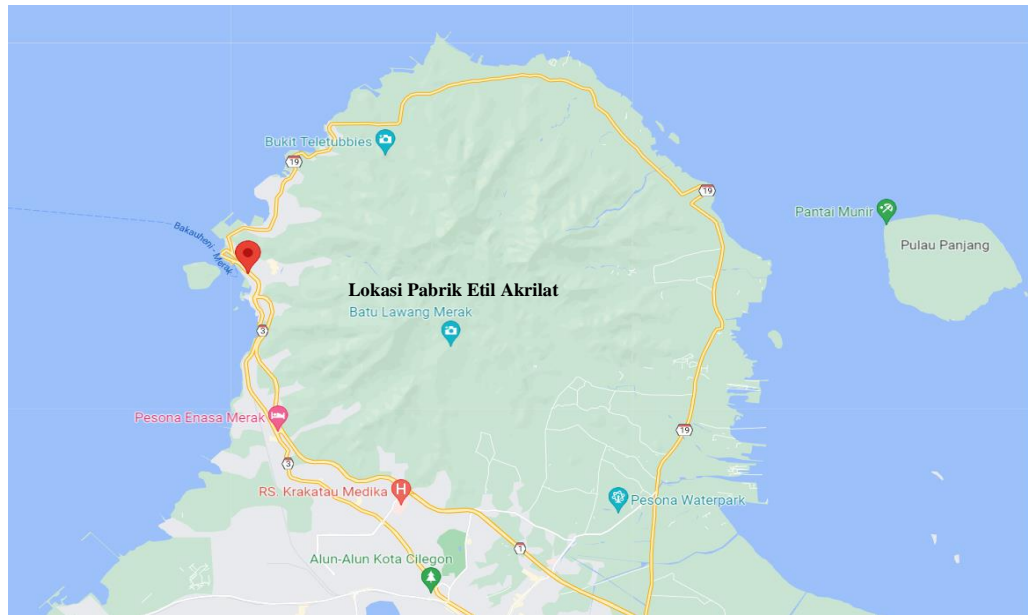 Bukit Teletubbies
19
19
Pantai Munir
Pulau Panjang
Bakauheni - Merak
Lokasi Pabrik Etil Akrilat
Batu Lawang Merak
3
Pesona Enasa Merak
19
3
RS. Krakatau Medika
H
Pesona Waterpark
1
Alun-Alun Kota Cilegon